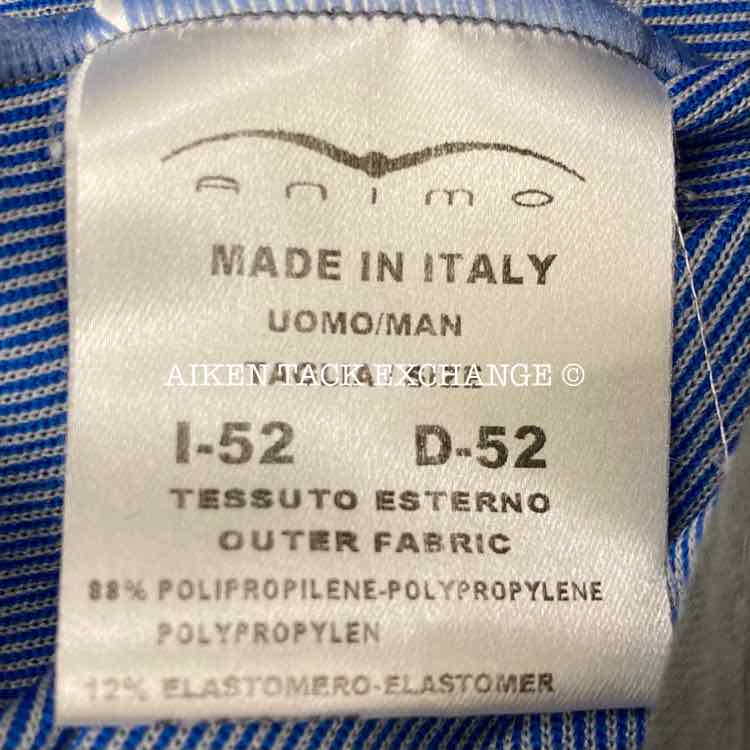 Animo
MADE IN ITALY
UOMO/MAN
AIKEN TACK EXCHANGE ©
I-52 D-52
TESSUTO ESTERNO
OUTER FABRIC
88% POLIPROPILENE-POLYPROPYLENE
POLYPROPYLEN
12% ELASTOMERO-ELASTOMER